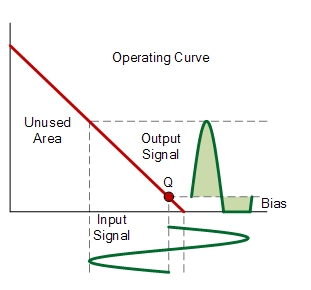 Operating Curve
Unused
Area
Output
Signal
Q
Bias
Input
Signal